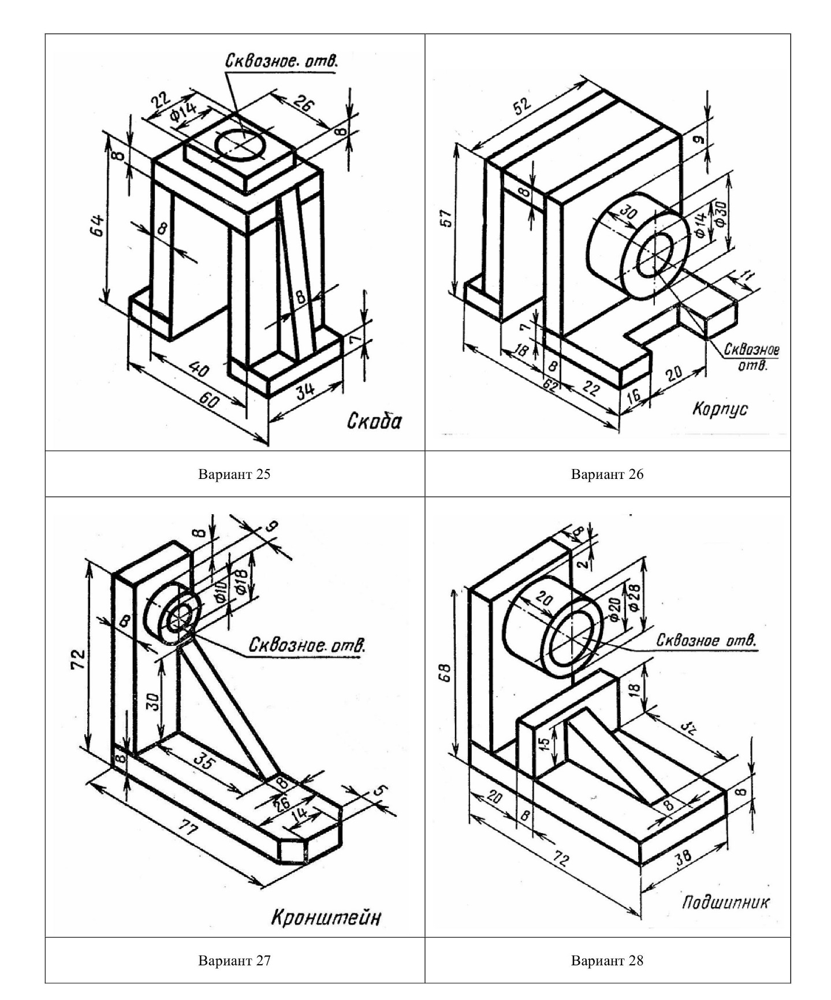 Сквозное. отв.
22
Ф14
26
8
8
64
8
8
7
40
60
34
Скоба
52
9
57
8
30
Ф14
Ф30
11
7
18
8
62
22
16
20
Сквозное
отв.
Корпус
Вариант 25
Вариант 26
8
9
Ф10
Ф18
8
72
Сквозное. отв.
30
8
35
8
26
14
5
77
Кронштейн
8
2
20
Ф20
Ф28
Сквозное отв.
68
18
15
32
20
8
8
8
72
38
Подшипник
Вариант 27
Вариант 28